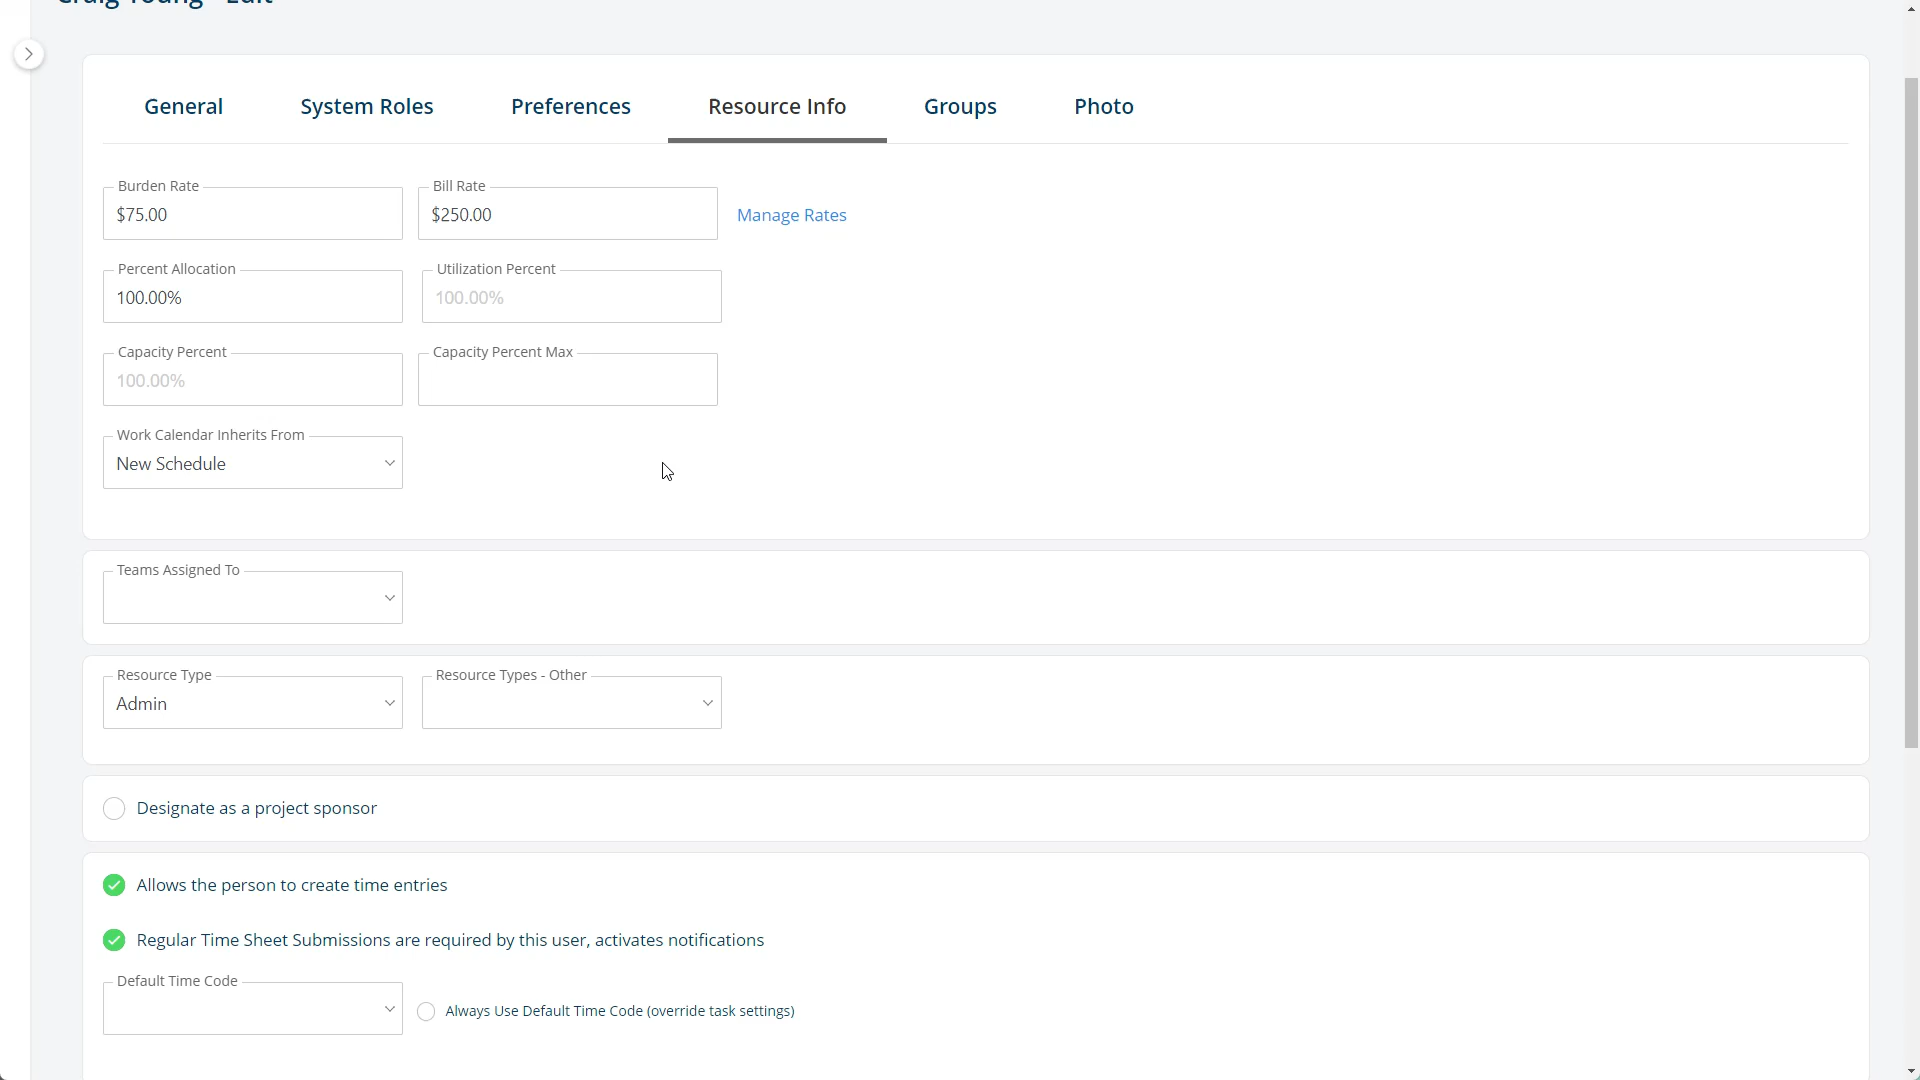 Craig Young - Edit
General System Roles Preferences Resource Info Groups Photo
Burden Rate Bill Rate
$75.00 $250.00 Manage Rates
Percent Allocation Utilization Percent
100.00% 100.00%
Capacity Percent Capacity Percent Max
100.00%
Work Calendar Inherits From
New Schedule
Teams Assigned To
Resource Type Resource Types - Other
Admin
Designate as a project sponsor
Allows the person to create time entries
Regular Time Sheet Submissions are required by this user, activates notifications
Default Time Code
Always Use Default Time Code (override task settings)